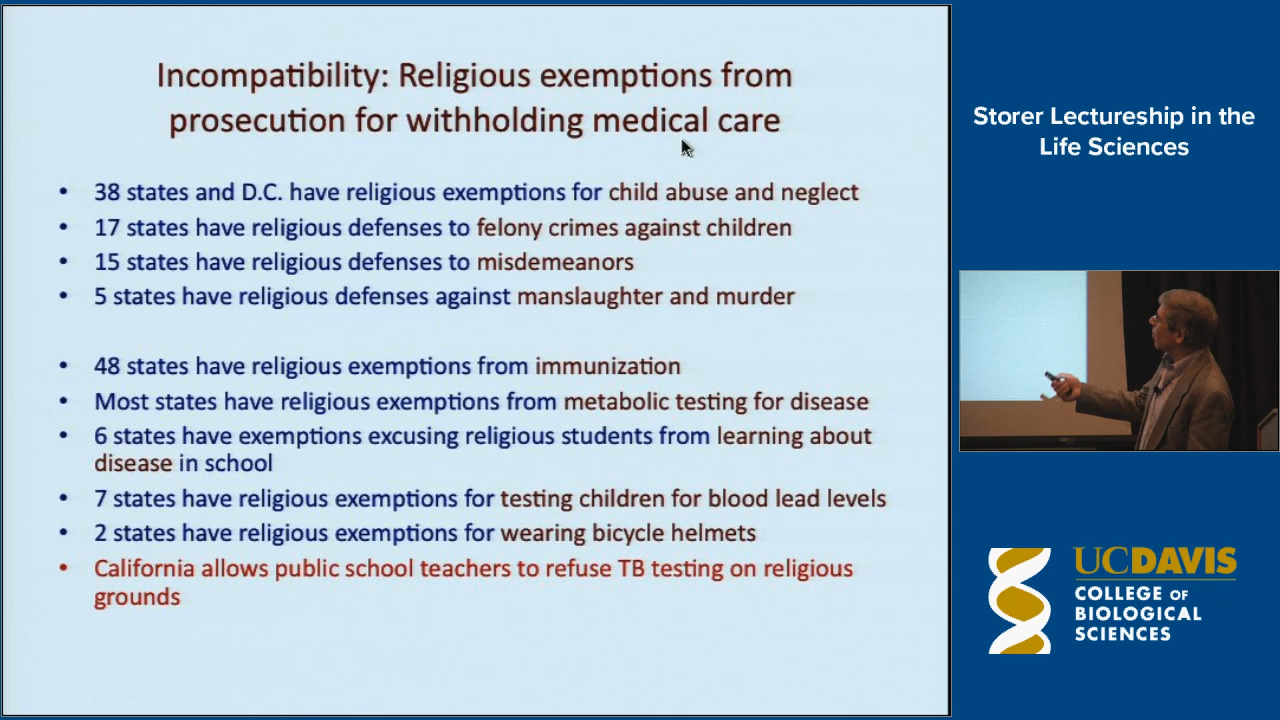 Incompatibility: Religious exemptions from
prosecution for withholding medical care
• 38 states and D.C. have religious exemptions for child abuse and neglect
• 17 states have religious defenses to felony crimes against children
• 15 states have religious defenses to misdemeanors
• 5 states have religious defenses against manslaughter and murder
• 48 states have religious exemptions from immunization
• Most states have religious exemptions from metabolic testing for disease
• 6 states have exemptions excusing religious students from learning about
disease in school
• 7 states have religious exemptions for testing children for blood lead levels
• 2 states have religious exemptions for wearing bicycle helmets
• California allows public school teachers to refuse TB testing on religious
grounds
Storer Lectureship in the
Life Sciences
UCDAVIS
COLLEGE OF
BIOLOGICAL
SCIENCES